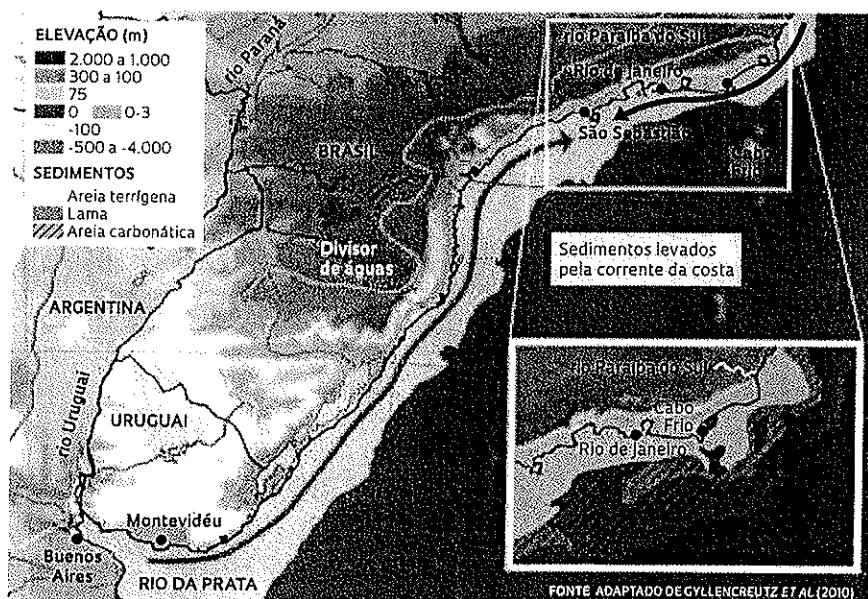 ELEVAÇÃO (m)
2.000 a 1.000
300 a 100
75
0 0-3
-100
-500 a -4.000
SEDIMENTOS
Areia terrígena
Lama
Areia carbonática
rio Paraná
BRASIL
Divisor
de águas
ARGENTINA
rio Uruguai
URUGUAI
Montevidéu
Buenos
Aires
RIO DA PRATA
rio Paraíba do Sul
Rio de Janeiro
São Sebastião
Cabo
Frio
Sedimentos levados
pela corrente da costa
rio Paraíba do Sul
Cabo
Frio
Rio de Janeiro
FONTE ADAPTADO DE GYLLENCREUTZ ET AL (2010)